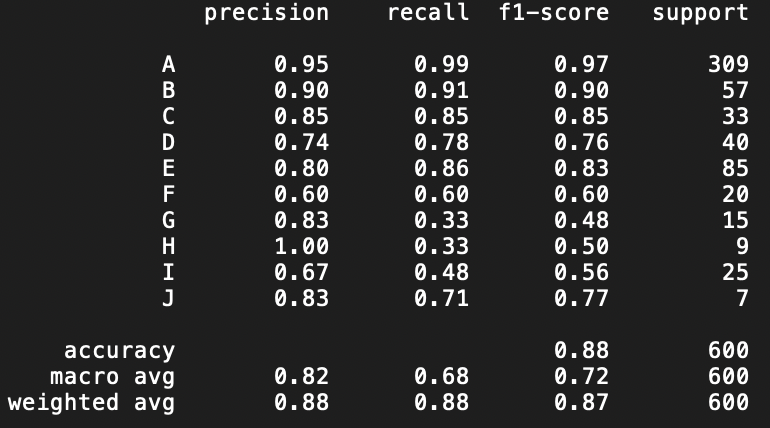 precision recall f1-score support
A 0.95 0.99 0.97 309
B 0.90 0.91 0.90 57
C 0.85 0.85 0.85 33
D 0.74 0.78 0.76 40
E 0.80 0.86 0.83 85
F 0.60 0.60 0.60 20
G 0.83 0.33 0.48 15
H 1.00 0.33 0.50 9
I 0.67 0.48 0.56 25
J 0.83 0.71 0.77 7
accuracy 0.88 600
macro avg 0.82 0.68 0.72 600
weighted avg 0.88 0.88 0.87 600